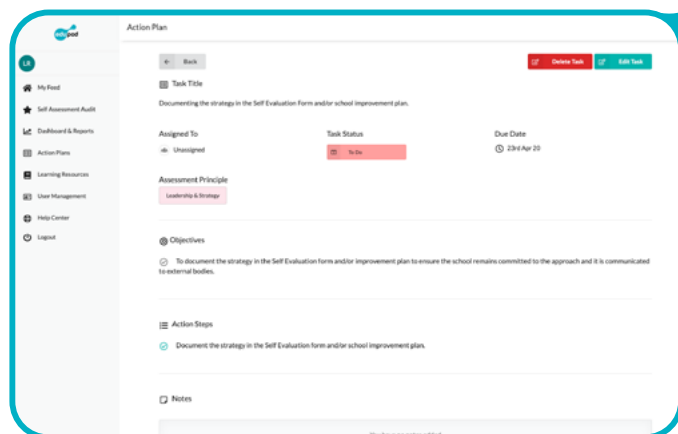 edupod
Action Plan
LR
My Feed
Self Assessment Audit
Dashboard & Reports
Action Plans
Learning Resources
User Management
Help Center
Logout
Back
Delete Task
Edit Task
Task Title
Documenting the strategy in the Self Evaluation Form and/or school improvement plan.
Assigned To
Task Status
Due Date
Unassigned
To Do
23rd Apr 20
Assessment Principle
Leadership & Strategy
Objectives
To document the strategy in the Self Evaluation form and/or improvement plan to ensure the school remains committed to the approach and it is communicated
to external bodies.
Action Steps
Document the strategy in the Self Evaluation form and/or school improvement plan.
Notes